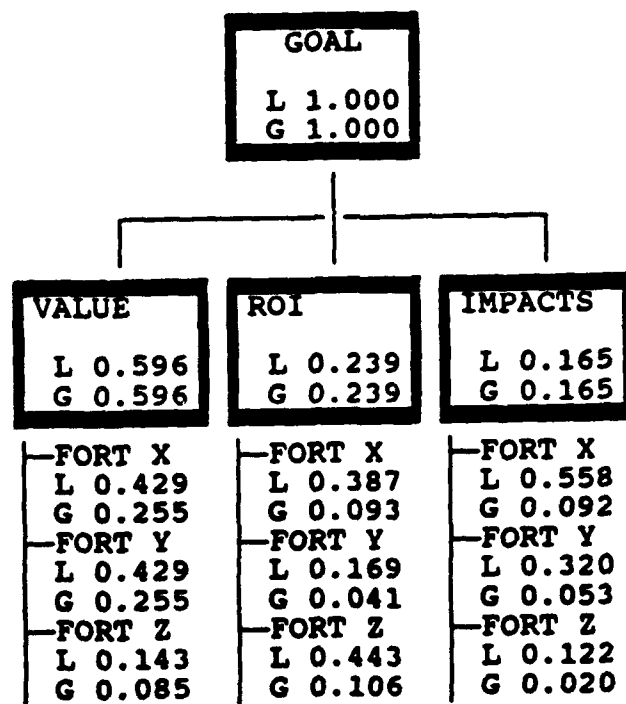 GOAL
L 1.000
G 1.000
VALUE
L 0.596
G 0.596
FORT X
L 0.429
G 0.255
FORT Y
L 0.429
G 0.255
FORT Z
L 0.143
G 0.085
ROI
L 0.239
G 0.239
FORT X
L 0.387
G 0.093
FORT Y
L 0.169
G 0.041
FORT Z
L 0.443
G 0.106
IMPACTS
L 0.165
G 0.165
FORT X
L 0.558
G 0.092
FORT Y
L 0.320
G 0.053
FORT Z
L 0.122
G 0.020